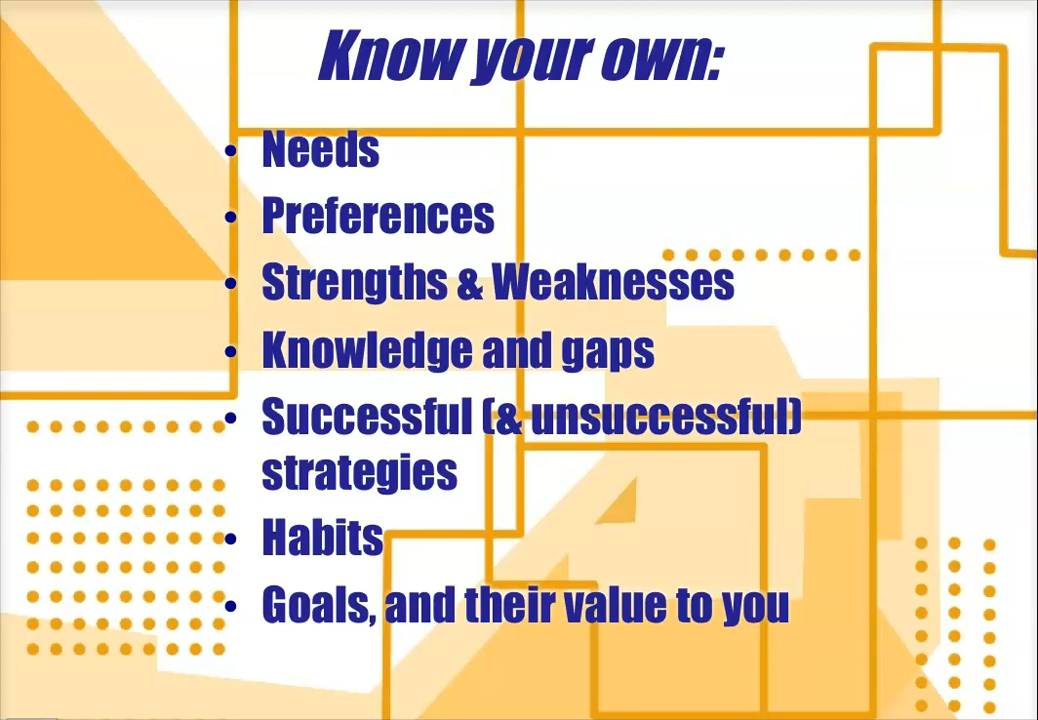 Know your own:
• Needs
• Preferences
• Strengths & Weaknesses
• Knowledge and gaps
• Successful (& unsuccessful)
strategies
• Habits
• Goals, and their value to you